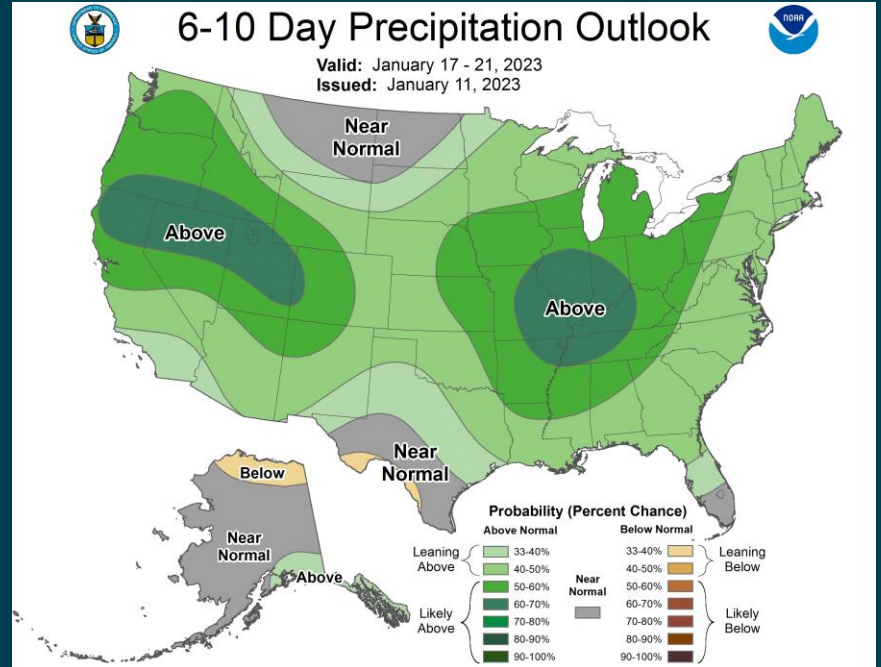 6-10 Day Precipitation Outlook
NOAA
Valid: January 17 - 21, 2023
Issued: January 11, 2023
Near
Normal
Above
Above
Near
Normal
Below
Near
Normal
Above
Probability (Percent Chance)
Above Normal
Below Normal
Leaning
Above
33-40%
40-50%
Likely
Above
50-60%
60-70%
70-80%
80-90%
90-100%
Near
Normal
33-40%
40-50%
Leaning
Below
50-60%
60-70%
70-80%
80-90%
90-100%
Likely
Below